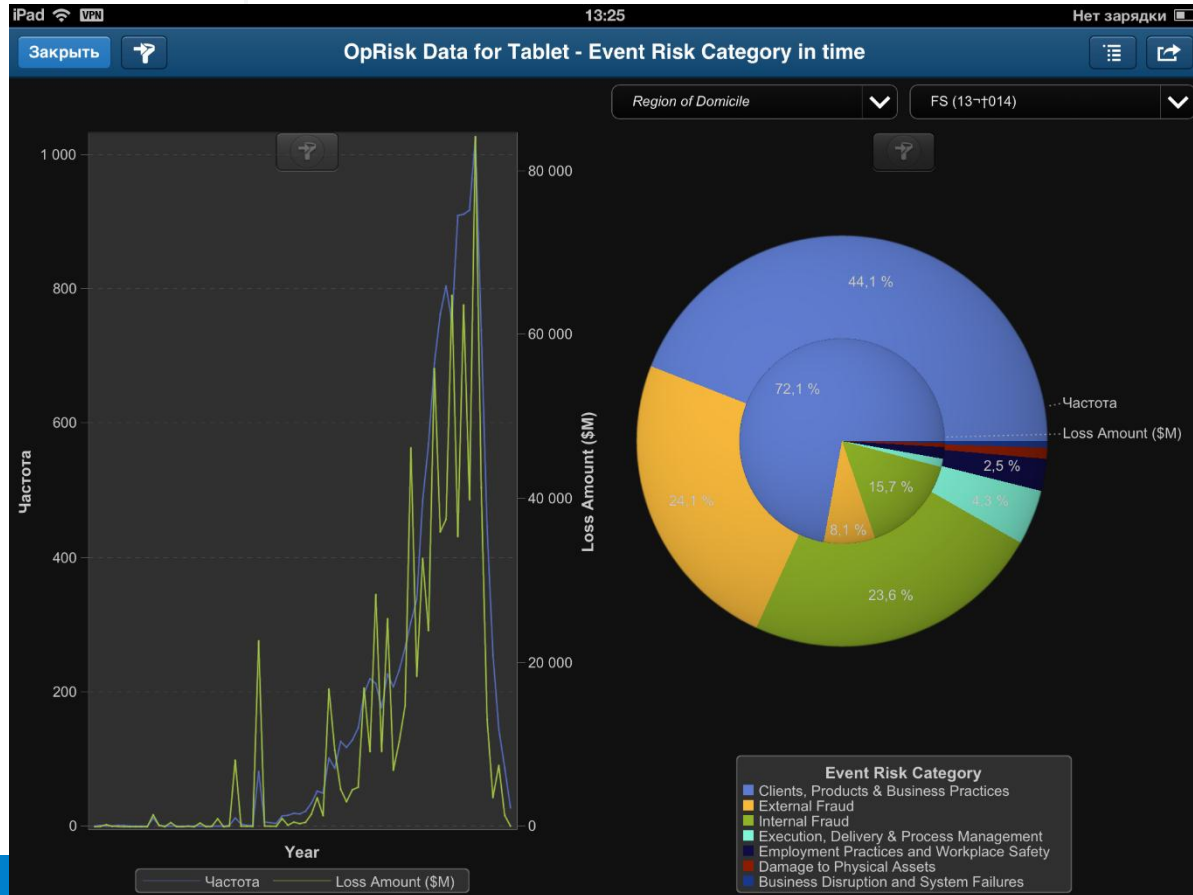 iPad VPN 13:25 Нет зарядки
Закрыть OpRisk Data for Tablet - Event Risk Category in time
Region of Domicile FS (13¬†014)
1 000
800
600
400
200
0
Частота
80 000
60 000
40 000
20 000
0
Loss Amount ($M)
Year
Частота Loss Amount ($M)
44,1 %
72,1 %
Частота
Loss Amount ($M)
2,5 %
4,3 %
15,7 %
24,1 %
8,1 %
23,6 %
Event Risk Category
Clients, Products & Business Practices
External Fraud
Internal Fraud
Execution, Delivery & Process Management
Employment Practices and Workplace Safety
Damage to Physical Assets
Business Disruption and System Failures